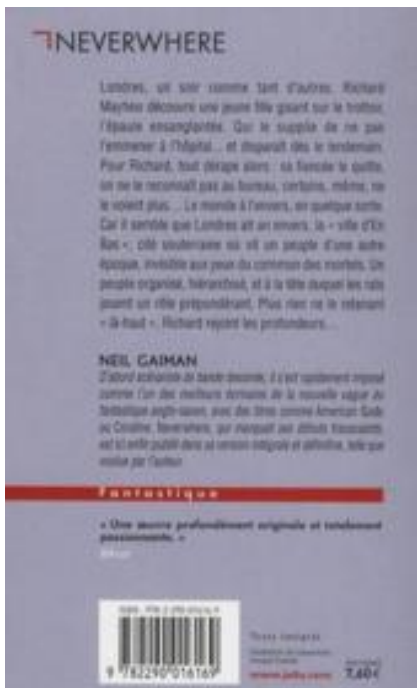 NEVERWHERE
Londres, un soir comme tant d'autres. Richard
Mayhew découvre une jeune fille gisant sur le trottoir,
l'épaule ensanglantée. Qui le supplie de ne pas
l'emmener à l'hôpital... et disparaît dès le lendemain.
Pour Richard, tout dérape alors : sa fiancée le quitte,
on ne le reconnaît pas au bureau, certains, même, ne
le voient plus... Le monde à l'envers, en quelque sorte.
Car il semble que Londres ait un envers, la « ville d'En
Bas », cité souterraine où vit un peuple d'une autre
époque, invisible aux yeux du commun des mortels. Un
peuple organisé, hiérarchisé, et à la tête duquel les rats
jouent un rôle prépondérant. Plus rien ne le retenant
« là-haut », Richard rejoint les profondeurs...
NEIL GAIMAN
D'abord scénariste de bande dessinée, il s'est rapidement imposé
comme l'un des meilleurs écrivains de la nouvelle vague du
fantastique anglo-saxon, avec des titres comme American Gods
ou Coraline. Neverwhere, qui marquait ses débuts
est ici enfin publié dans sa version intégrale et définitive, telle que
voulue par l'auteur.
Fantastique
« Une œuvre profondément originale et totalement
passionnante. »
Texte intégral
www.jailu.com
7,60 €
9 782290 016169